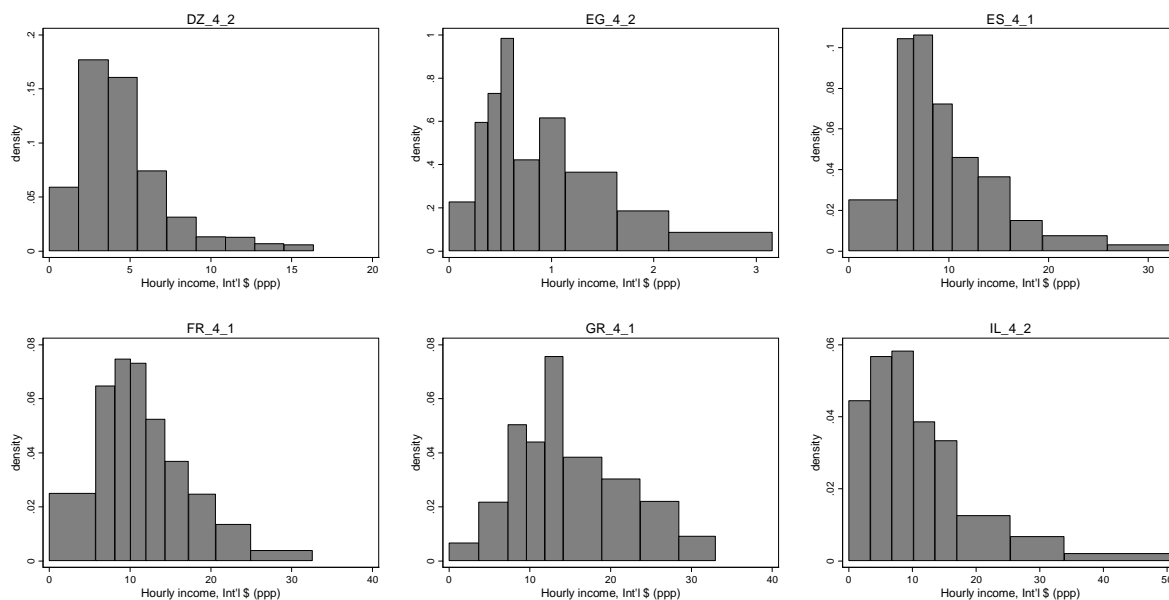 DZ_4_2
EG_4_2
ES_4_1
density
0 .05 .1 .15 .2
0 5 10 15 20
Hourly income, Int'l $ (ppp)
density
0 .2 .4 .6 .8 1
0 1 2 3
Hourly income, Int'l $ (ppp)
density
0 .02 .04 .06 .08 .1
0 10 20 30
Hourly income, Int'l $ (ppp)
FR_4_1
GR_4_1
IL_4_2
density
0 .02 .04 .06 .08
0 10 20 30 40
Hourly income, Int'l $ (ppp)
density
0 .02 .04 .06 .08
0 10 20 30 40
Hourly income, Int'l $ (ppp)
density
0 .02 .04 .06
0 10 20 30 40 50
Hourly income, Int'l $ (ppp)